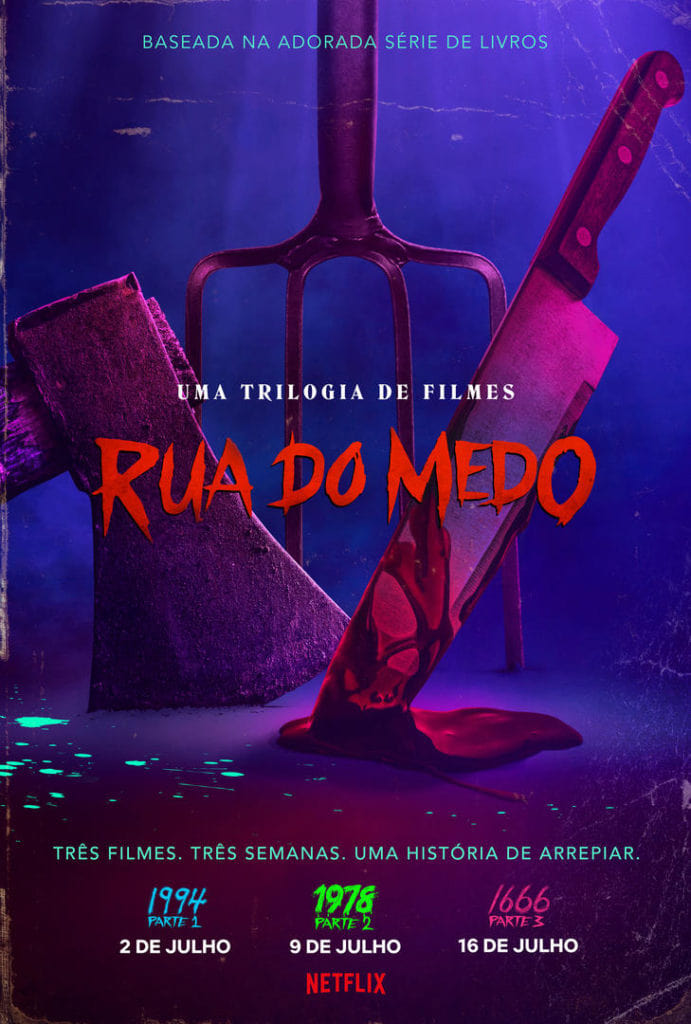 BASEADA NA ADORADA SÉRIE DE LIVROS
UMA TRILOGIA DE FILMES
RUA DO MEDO
TRÊS FILMES. TRÊS SEMANAS. UMA HISTÓRIA DE ARREPIAR.
1994
PARTE 1
2 DE JULHO
1978
PARTE 2
9 DE JULHO
1666
PARTE 3
16 DE JULHO
NETFLIX